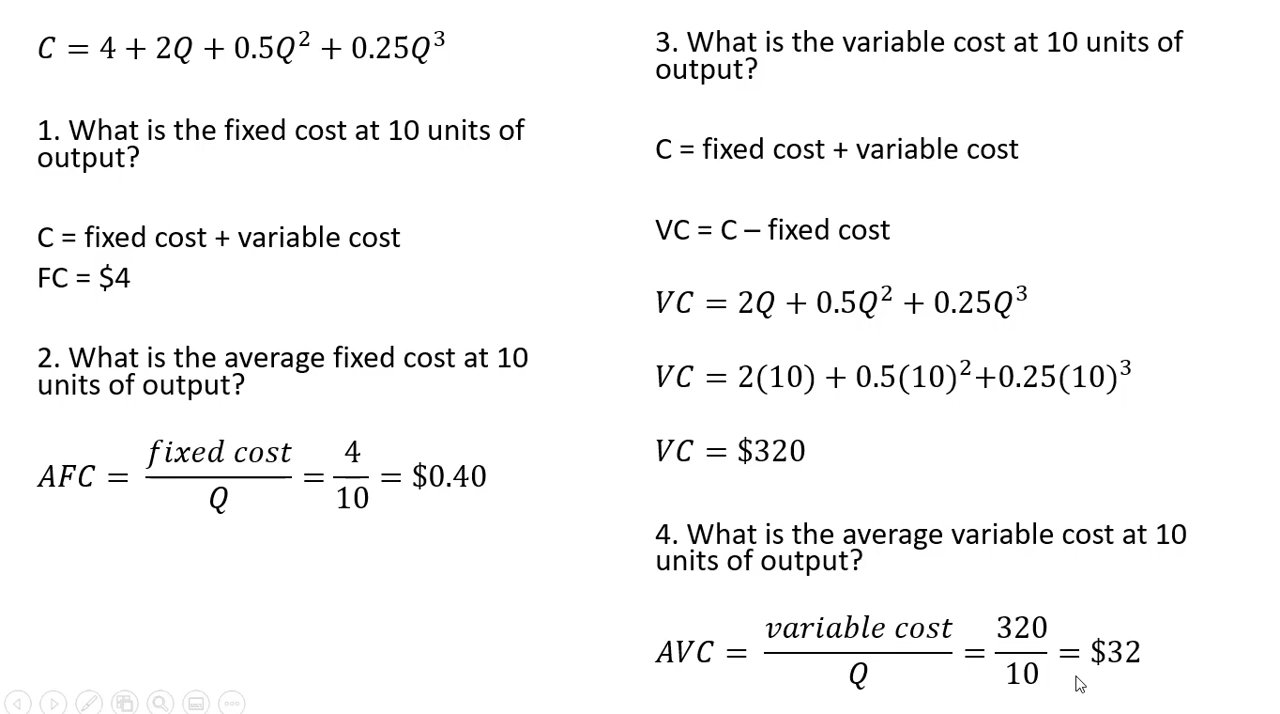 C = 4 + 2Q + 0.5Q² + 0.25Q³
1. What is the fixed cost at 10 units of
output?
C = fixed cost + variable cost
FC = $4
2. What is the average fixed cost at 10
units of output?
AFC = fixed cost / Q = 4 / 10 = $0.40
3. What is the variable cost at 10 units of
output?
C = fixed cost + variable cost
VC = C – fixed cost
VC = 2Q + 0.5Q² + 0.25Q³
VC = 2(10) + 0.5(10)²+0.25(10)³
VC = $320
4. What is the average variable cost at 10
units of output?
AVC = variable cost / Q = 320 / 10 = $32